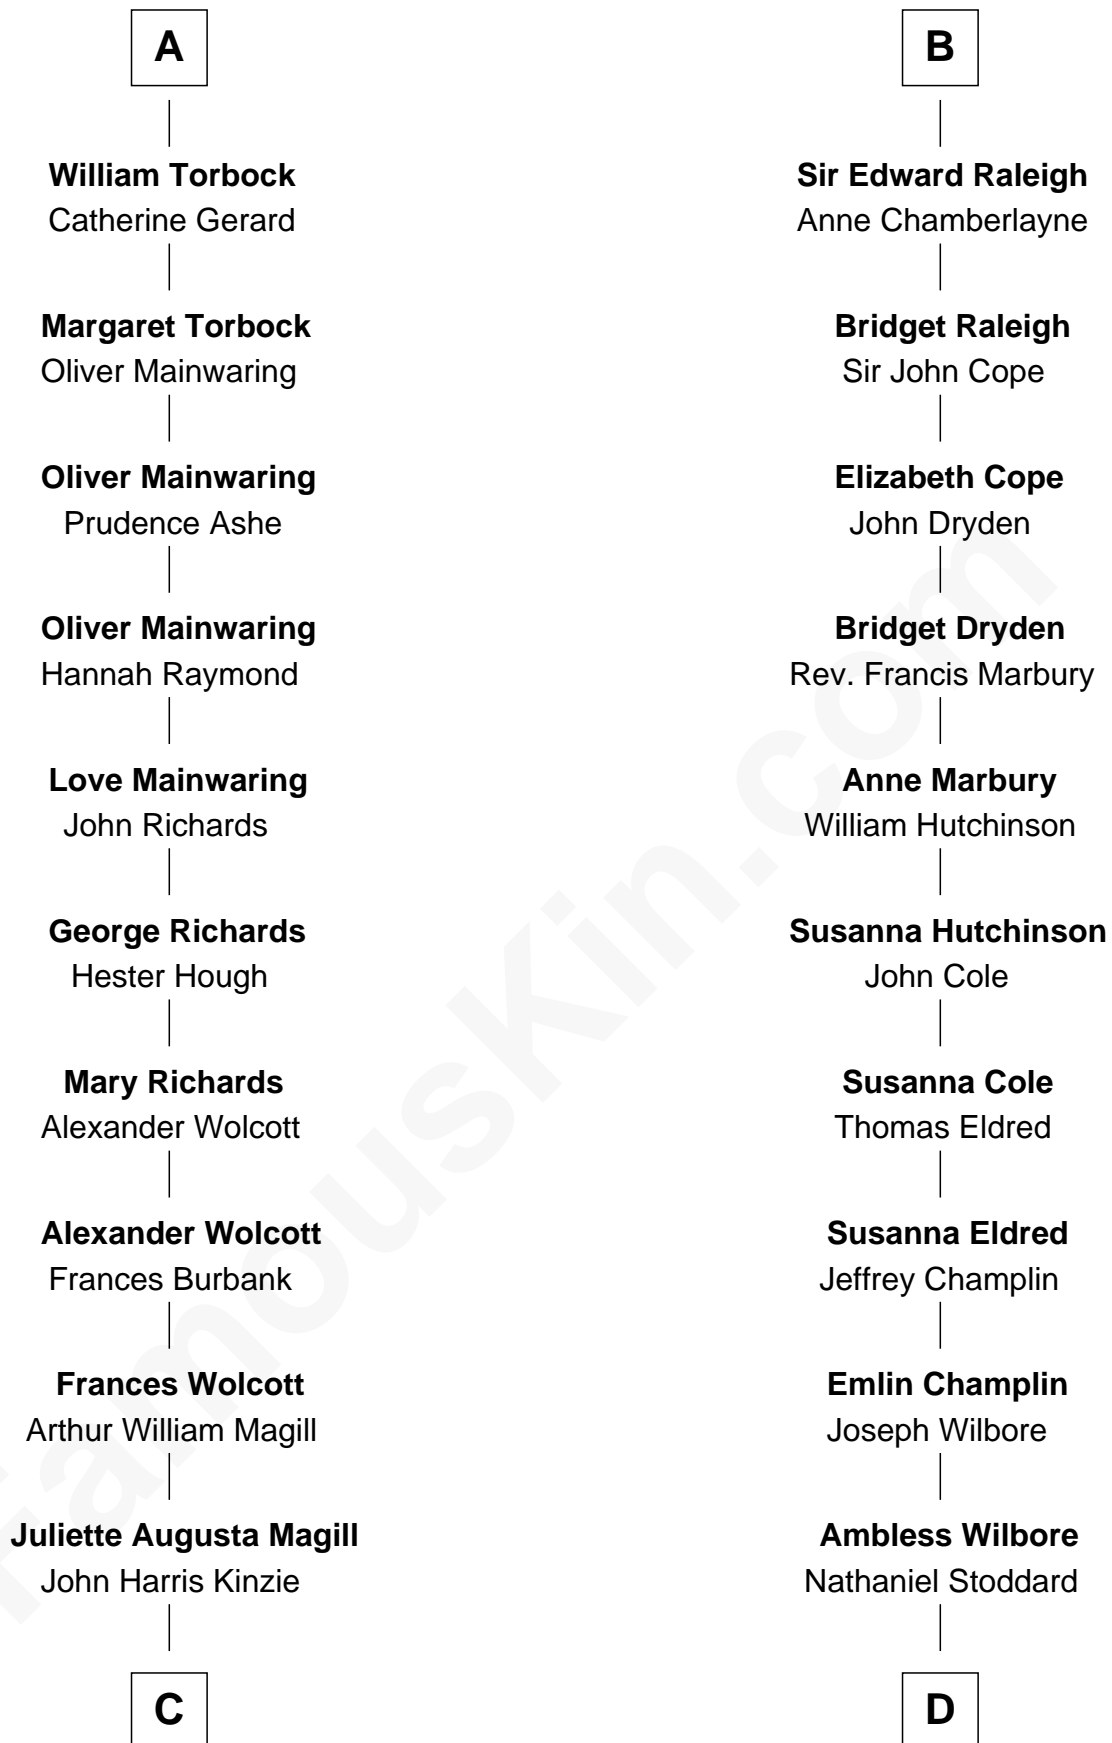 A
William Torbock
Catherine Gerard
Margaret Torbock
Oliver Mainwaring
Oliver Mainwaring
Prudence Ashe
Oliver Mainwaring
Hannah Raymond
Love Mainwaring
John Richards
George Richards
Hester Hough
Mary Richards
Alexander Wolcott
Alexander Wolcott
Frances Burbank
Frances Wolcott
Arthur William Magill
Juliette Augusta Magill
John Harris Kinzie
C
B
Sir Edward Raleigh
Anne Chamberlayne
Bridget Raleigh
Sir John Cope
Elizabeth Cope
John Dryden
Bridget Dryden
Rev. Francis Marbury
Anne Marbury
William Hutchinson
Susanna Hutchinson
John Cole
Susanna Cole
Thomas Eldred
Susanna Eldred
Jeffrey Champlin
Emlin Champlin
Joseph Wilbore
Ambless Wilbore
Nathaniel Stoddard
D
FamousKin.com